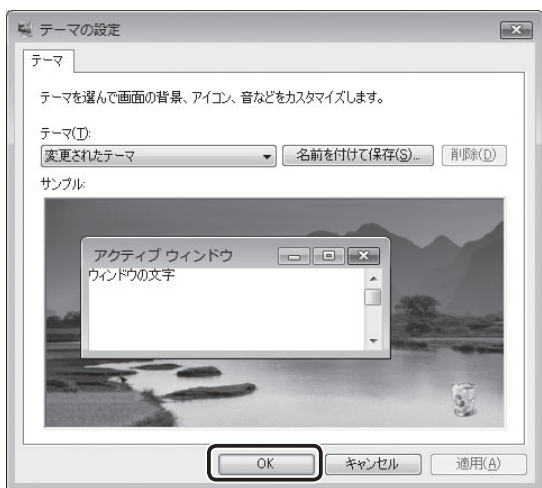 テーマの設定
テーマ
テーマを選んで画面の背景、アイコン、音などをカスタマイズします。
テーマ(T):
変更されたテーマ 名前を付けて保存(S)... 削除(D)
サンプル:
アクティブ ウィンドウ
ウィンドウの文字
OK キャンセル 適用(A)